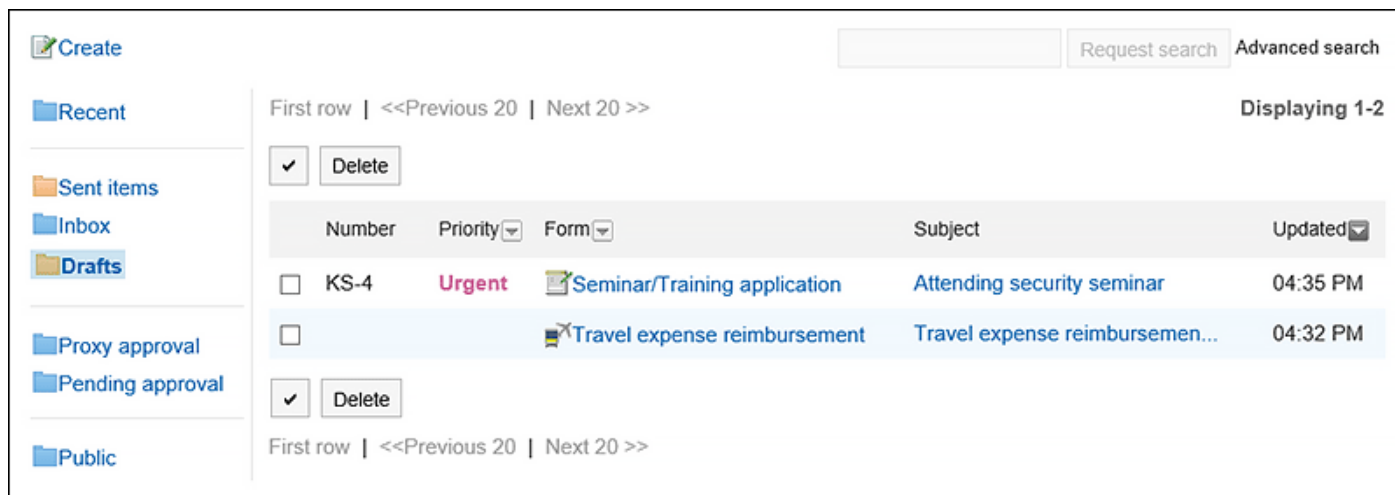 Create
Request search Advanced search
Recent
First row | <<Previous 20 | Next 20 >> Displaying 1-2
Delete
Sent items
Inbox
Drafts
Number Priority Form Subject Updated
KS-4 Urgent Seminar/Training application Attending security seminar 04:35 PM
Travel expense reimbursement Travel expense reimbursemen... 04:32 PM
Proxy approval
Pending approval
Delete
First row | <<Previous 20 | Next 20 >>
Public